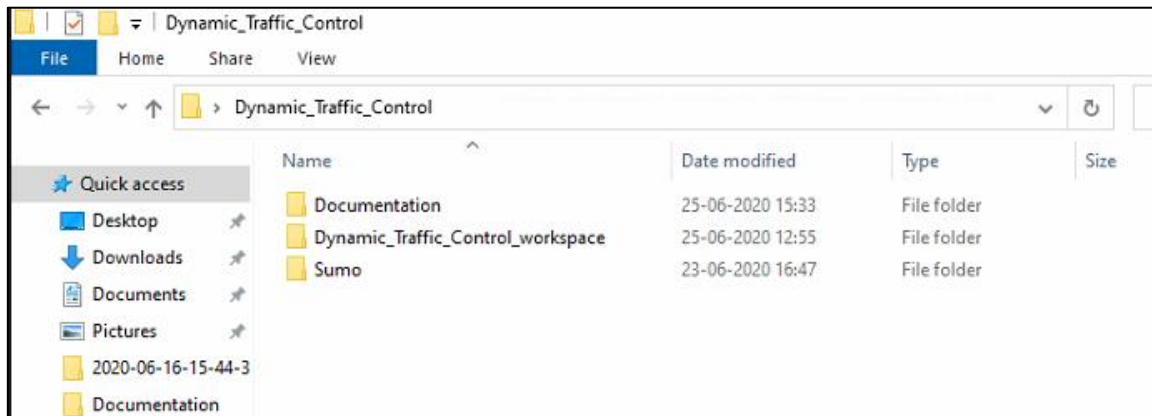 Dynamic_Traffic_Control
File Home Share View
Dynamic_Traffic_Control
Name Date modified Type Size
Quick access
Desktop
Downloads
Documents
Pictures
2020-06-16-15-44-3
Documentation
Documentation 25-06-2020 15:33 File folder
Dynamic_Traffic_Control_workspace 25-06-2020 12:55 File folder
Sumo 23-06-2020 16:47 File folder